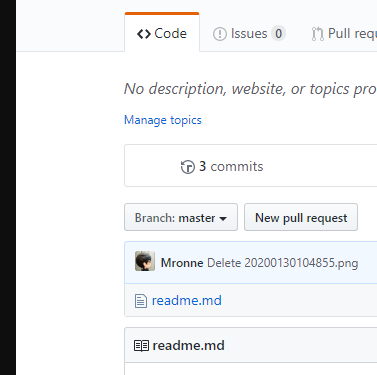 Code Issues 0 Pull requ
No description, website, or topics pro
Manage topics
3 commits
Branch: master New pull request
Mronne Delete 20200130104855.png
readme.md
readme.md